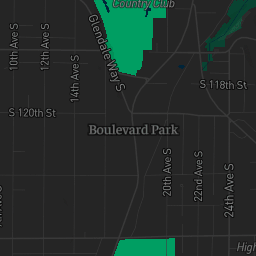 Country Club
Glendale Way S
10th Ave S
12th Ave S
14th Ave S
S 118th St
S 120th St
Boulevard Park
20th Ave S
22nd Ave S
24th Ave S
High